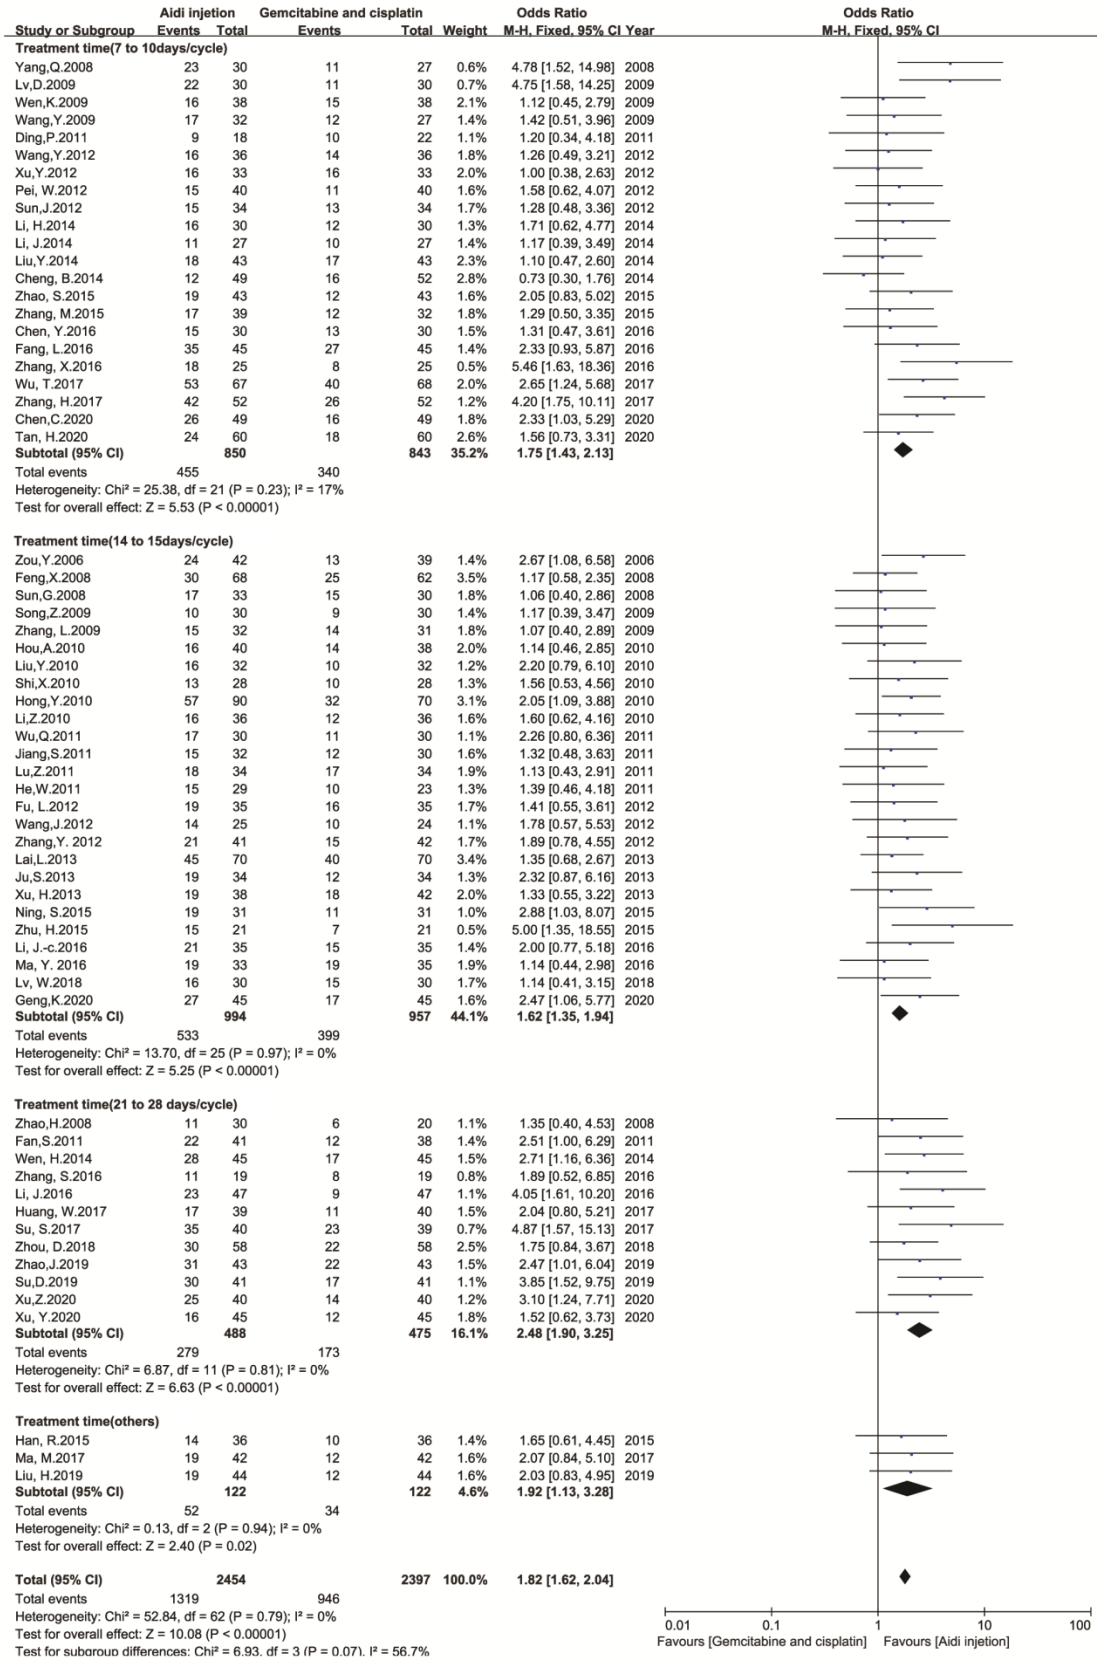 Aidi injetion Gemcitabine and cisplatin Odds Ratio Odds Ratio
Study or Subgroup Events Total Events Total Weight M-H, Fixed, 95% CI Year M-H, Fixed, 95% CI
Treatment time(7 to 10days/cycle)
Yang,Q.2008 23 30 11 27 0.6% 4.78 [1.52, 14.98] 2008
Lv,D.2009 22 30 11 30 0.7% 4.75 [1.58, 14.25] 2009
Wen,K.2009 16 38 15 38 2.1% 1.12 [0.45, 2.79] 2009
Wang,Y.2009 17 32 12 27 1.4% 1.42 [0.51, 3.96] 2009
Ding,P.2011 9 18 10 22 1.1% 1.20 [0.34, 4.18] 2011
Wang,Y.2012 16 36 14 36 1.8% 1.26 [0.49, 3.21] 2012
Xu,Y.2012 16 33 16 33 2.0% 1.00 [0.38, 2.63] 2012
Pei, W.2012 15 40 11 40 1.6% 1.58 [0.62, 4.07] 2012
Sun,J.2012 15 34 13 34 1.7% 1.28 [0.48, 3.36] 2012
Li, H.2014 16 30 12 30 1.3% 1.71 [0.62, 4.77] 2014
Li, J.2014 11 27 10 27 1.4% 1.17 [0.39, 3.49] 2014
Liu,Y.2014 18 43 17 43 2.3% 1.10 [0.47, 2.60] 2014
Cheng, B.2014 12 49 16 52 2.8% 0.73 [0.30, 1.76] 2014
Zhao, S.2015 19 43 12 43 1.6% 2.05 [0.83, 5.02] 2015
Zhang, M.2015 17 39 12 32 1.8% 1.29 [0.50, 3.35] 2015
Chen, Y.2016 15 30 13 30 1.5% 1.31 [0.47, 3.61] 2016
Fang, L.2016 35 45 27 45 1.4% 2.33 [0.93, 5.87] 2016
Zhang, X.2016 18 25 8 25 0.5% 5.46 [1.63, 18.36] 2016
Wu, T.2017 53 67 40 68 2.0% 2.65 [1.24, 5.68] 2017
Zhang, H.2017 42 52 26 52 1.2% 4.20 [1.75, 10.11] 2017
Chen,C.2020 26 49 16 49 1.8% 2.33 [1.03, 5.29] 2020
Tan, H.2020 24 60 18 60 2.6% 1.56 [0.73, 3.31] 2020
Subtotal (95% CI) 850 843 35.2% 1.75 [1.43, 2.13]
Total events 455 340
Heterogeneity: Chi² = 25.38, df = 21 (P = 0.23); I² = 17%
Test for overall effect: Z = 5.53 (P < 0.00001)
Treatment time(14 to 15days/cycle)
Zou,Y.2006 24 42 13 39 1.4% 2.67 [1.08, 6.58] 2006
Feng,X.2008 30 68 25 62 3.5% 1.17 [0.58, 2.35] 2008
Sun,G.2008 17 33 15 30 1.8% 1.06 [0.40, 2.86] 2008
Song,Z.2009 10 30 9 30 1.4% 1.17 [0.39, 3.47] 2009
Zhang, L.2009 15 32 14 31 1.8% 1.07 [0.40, 2.89] 2009
Hou,A.2010 16 40 14 38 2.0% 1.14 [0.46, 2.85] 2010
Liu,Y.2010 16 32 10 32 1.2% 2.20 [0.79, 6.10] 2010
Shi,X.2010 13 28 10 28 1.3% 1.56 [0.53, 4.56] 2010
Hong,Y.2010 57 90 32 70 3.1% 2.05 [1.09, 3.88] 2010
Li,Z.2010 16 36 12 36 1.6% 1.60 [0.62, 4.16] 2010
Wu,Q.2011 17 30 11 30 1.1% 2.26 [0.80, 6.36] 2011
Jiang,S.2011 15 32 12 30 1.6% 1.32 [0.48, 3.63] 2011
Lu,Z.2011 18 34 17 34 1.9% 1.13 [0.43, 2.91] 2011
He,W.2011 15 29 10 23 1.3% 1.39 [0.46, 4.18] 2011
Fu, L.2012 19 35 16 35 1.7% 1.41 [0.55, 3.61] 2012
Wang,J.2012 14 25 10 24 1.1% 1.78 [0.57, 5.53] 2012
Zhang,Y. 2012 21 41 15 42 1.7% 1.89 [0.78, 4.55] 2012
Lai,L.2013 45 70 40 70 3.4% 1.35 [0.68, 2.67] 2013
Ju,S.2013 19 34 12 34 1.3% 2.32 [0.87, 6.16] 2013
Xu, H.2013 19 38 18 42 2.0% 1.33 [0.55, 3.22] 2013
Ning, S.2015 19 31 11 31 1.0% 2.88 [1.03, 8.07] 2015
Zhu, H.2015 15 21 7 21 0.5% 5.00 [1.35, 18.55] 2015
Li, J.-c.2016 21 35 15 35 1.4% 2.00 [0.77, 5.18] 2016
Ma, Y. 2016 19 33 19 35 1.9% 1.14 [0.44, 2.98] 2016
Lv, W.2018 16 30 15 30 1.6% 1.14 [0.41, 3.15] 2018
Geng,K.2020 27 45 17 45 1.6% 2.47 [1.06, 5.77] 2020
Subtotal (95% CI) 994 957 44.1% 1.62 [1.35, 1.94]
Total events 533 399
Heterogeneity: Chi² = 13.70, df = 25 (P = 0.97); I² = 0%
Test for overall effect: Z = 5.25 (P < 0.00001)
Treatment time(21 to 28 days/cycle)
Zhao,H.2008 11 30 6 20 1.1% 1.35 [0.40, 4.53] 2008
Fan,S.2011 22 41 12 38 1.4% 2.51 [1.00, 6.29] 2011
Wen, H.2014 28 45 17 45 1.5% 2.71 [1.16, 6.36] 2014
Zhang, S.2016 11 19 8 19 0.8% 1.89 [0.52, 6.85] 2016
Li, J.2016 23 47 9 47 1.1% 4.05 [1.61, 10.20] 2016
Huang, W.2017 17 39 11 40 1.5% 2.04 [0.80, 5.21] 2017
Su, S.2017 35 40 23 39 0.7% 4.87 [1.57, 15.13] 2017
Zhou, D.2018 30 58 22 58 2.5% 1.75 [0.84, 3.67] 2018
Zhao,J.2019 31 43 22 43 1.5% 2.47 [1.01, 6.04] 2019
Su,D.2019 30 41 17 41 1.1% 3.85 [1.52, 9.75] 2019
Xu,Z.2020 25 40 14 40 1.2% 3.10 [1.24, 7.71] 2020
Xu, Y.2020 16 45 12 45 1.8% 1.52 [0.62, 3.73] 2020
Subtotal (95% CI) 488 475 16.1% 2.48 [1.90, 3.25]
Total events 279 173
Heterogeneity: Chi² = 6.87, df = 11 (P = 0.81); I² = 0%
Test for overall effect: Z = 6.63 (P < 0.00001)
Treatment time(others)
Han, R.2015 14 36 10 36 1.4% 1.65 [0.61, 4.45] 2015
Ma, M.2017 19 42 12 42 1.6% 2.07 [0.84, 5.10] 2017
Liu, H.2019 19 44 12 44 1.6% 2.03 [0.83, 4.95] 2019
Subtotal (95% CI) 122 122 4.6% 1.92 [1.13, 3.28]
Total events 52 34
Heterogeneity: Chi² = 0.13, df = 2 (P = 0.94); I² = 0%
Test for overall effect: Z = 2.40 (P = 0.02)
Total (95% CI) 2454 2397 100.0% 1.82 [1.62, 2.04]
Total events 1319 946
Heterogeneity: Chi² = 52.84, df = 62 (P = 0.79); I² = 0%
Test for overall effect: Z = 10.08 (P < 0.00001)
Test for subgroup differences: Chi² = 6.93, df = 3 (P = 0.07), I² = 56.7%
0.01 0.1 1 10 100
Favours [Gemcitabine and cisplatin] Favours [Aidi injetion]